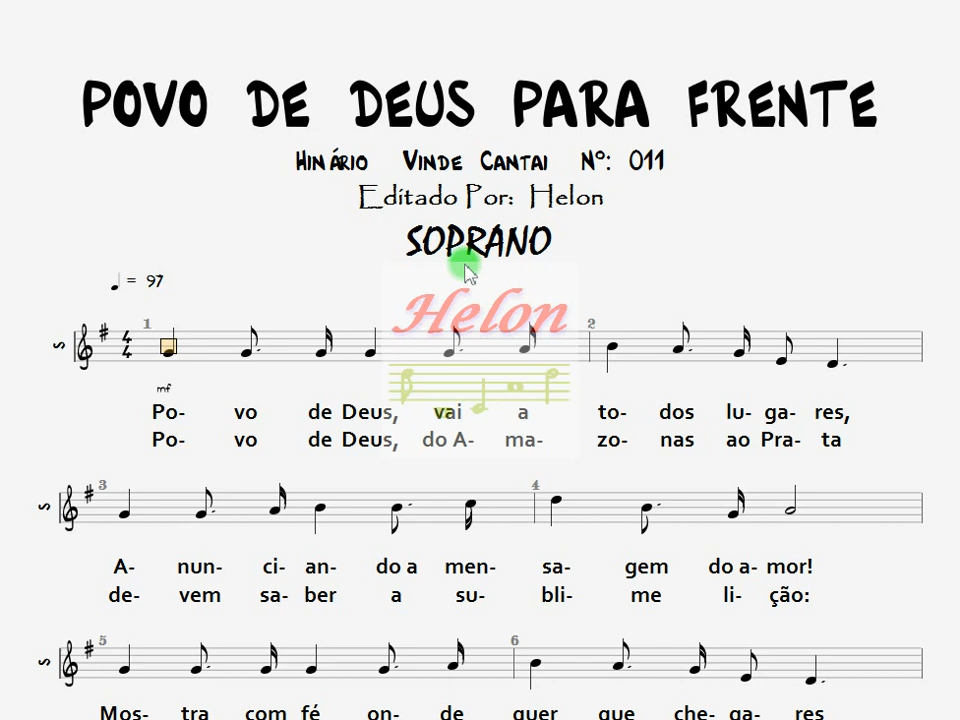 POVO DE DEUS PARA FRENTE
Hinário Vinde Cantai Nº: 011
Editado Por: Helon
SOPRANO
= 97
Helon
1
2
S
4
4
mf
Po- vo de Deus, vai a to- dos lu- ga- res,
Po- vo de Deus, do A- ma- zo- nas ao Pra- ta
3
4
S
A- nun- ci- an- do a men- sa- gem do a- mor!
de- vem sa- ber a su- bli- me li- ção:
5
6
S
Mos- tra com fé on- de quer que che- ga- res